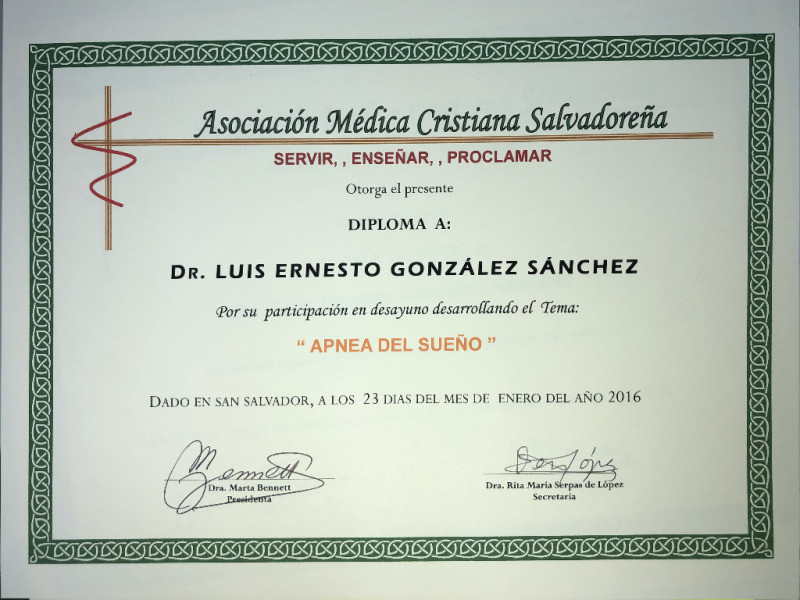 Asociación Médica Cristiana Salvadoreña
SERVIR, , ENSEÑAR, , PROCLAMAR
Otorga el presente
DIPLOMA A:
DR. LUIS ERNESTO GONZÁLEZ SÁNCHEZ
Por su participación en desayuno desarrollando el Tema:
“ APNEA DEL SUEÑO ”
DADO EN SAN SALVADOR, A LOS 23 DIAS DEL MES DE ENERO DEL AÑO 2016
M Bennett
Dra. Marta Bennett
Presidenta
Dra. Rita Maria Serpas de López
Secretaria